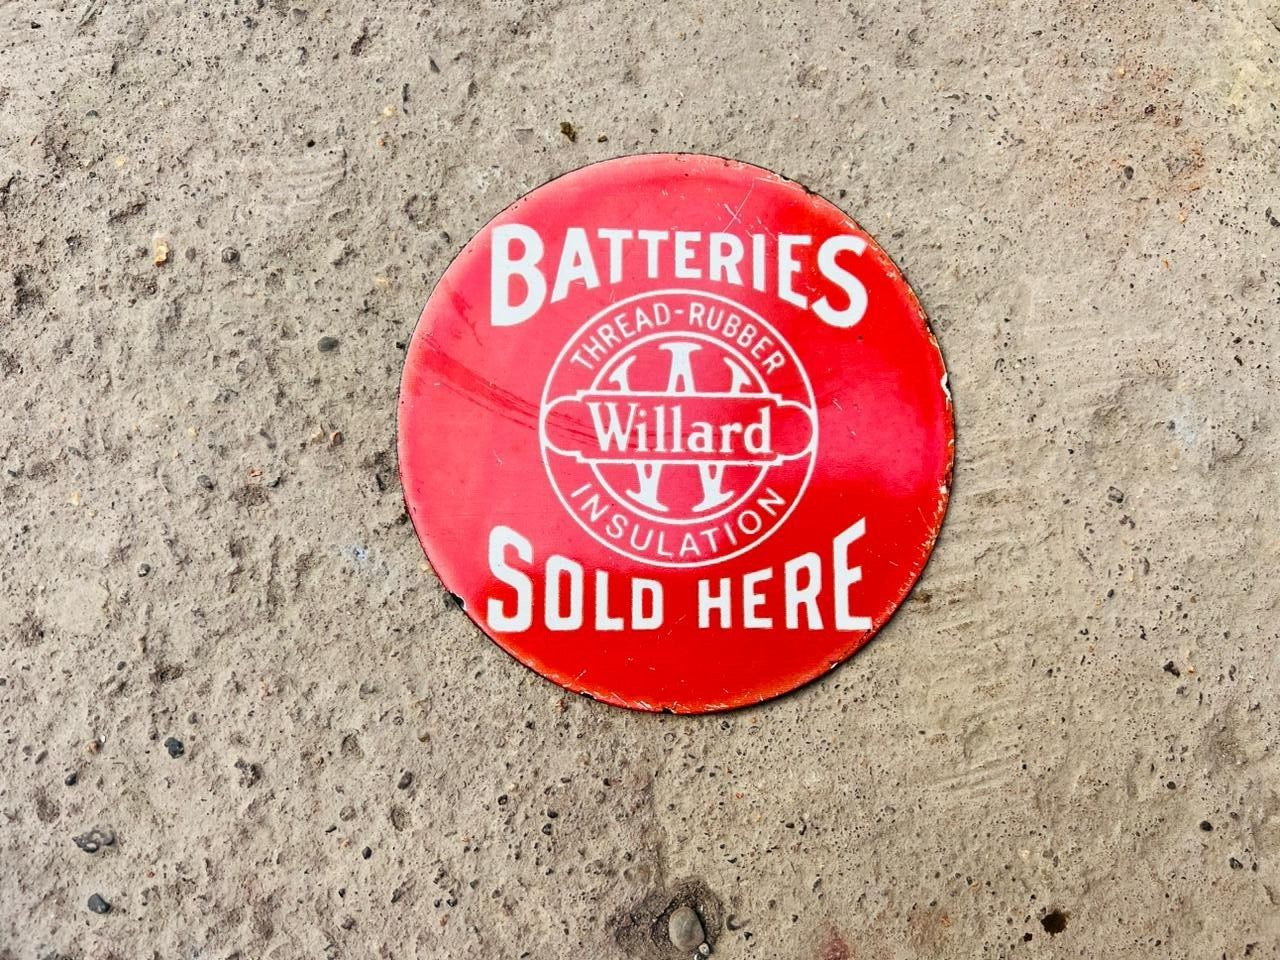 BATTERIES
THREAD-RUBBER
W
Willard
INSULATION
SOLD HERE